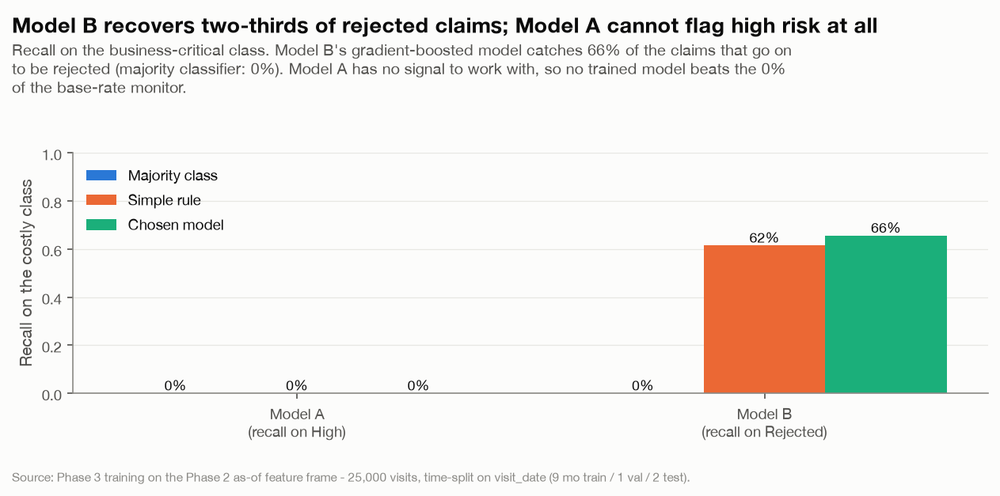 Model B recovers two-thirds of rejected claims; Model A cannot flag high risk at all
Recall on the business-critical class. Model B's gradient-boosted model catches 66% of the claims that go on
to be rejected (majority classifier: 0%). Model A has no signal to work with, so no trained model beats the 0%
of the base-rate monitor.
Recall on the costly class
1.0
0.8
0.6
0.4
0.2
0.0
Majority class
Simple rule
Chosen model
0%
0%
0%
0%
62%
66%
Model A
(recall on High)
Model B
(recall on Rejected)
Source: Phase 3 training on the Phase 2 as-of feature frame - 25,000 visits, time-split on visit_date (9 mo train / 1 val / 2 test).